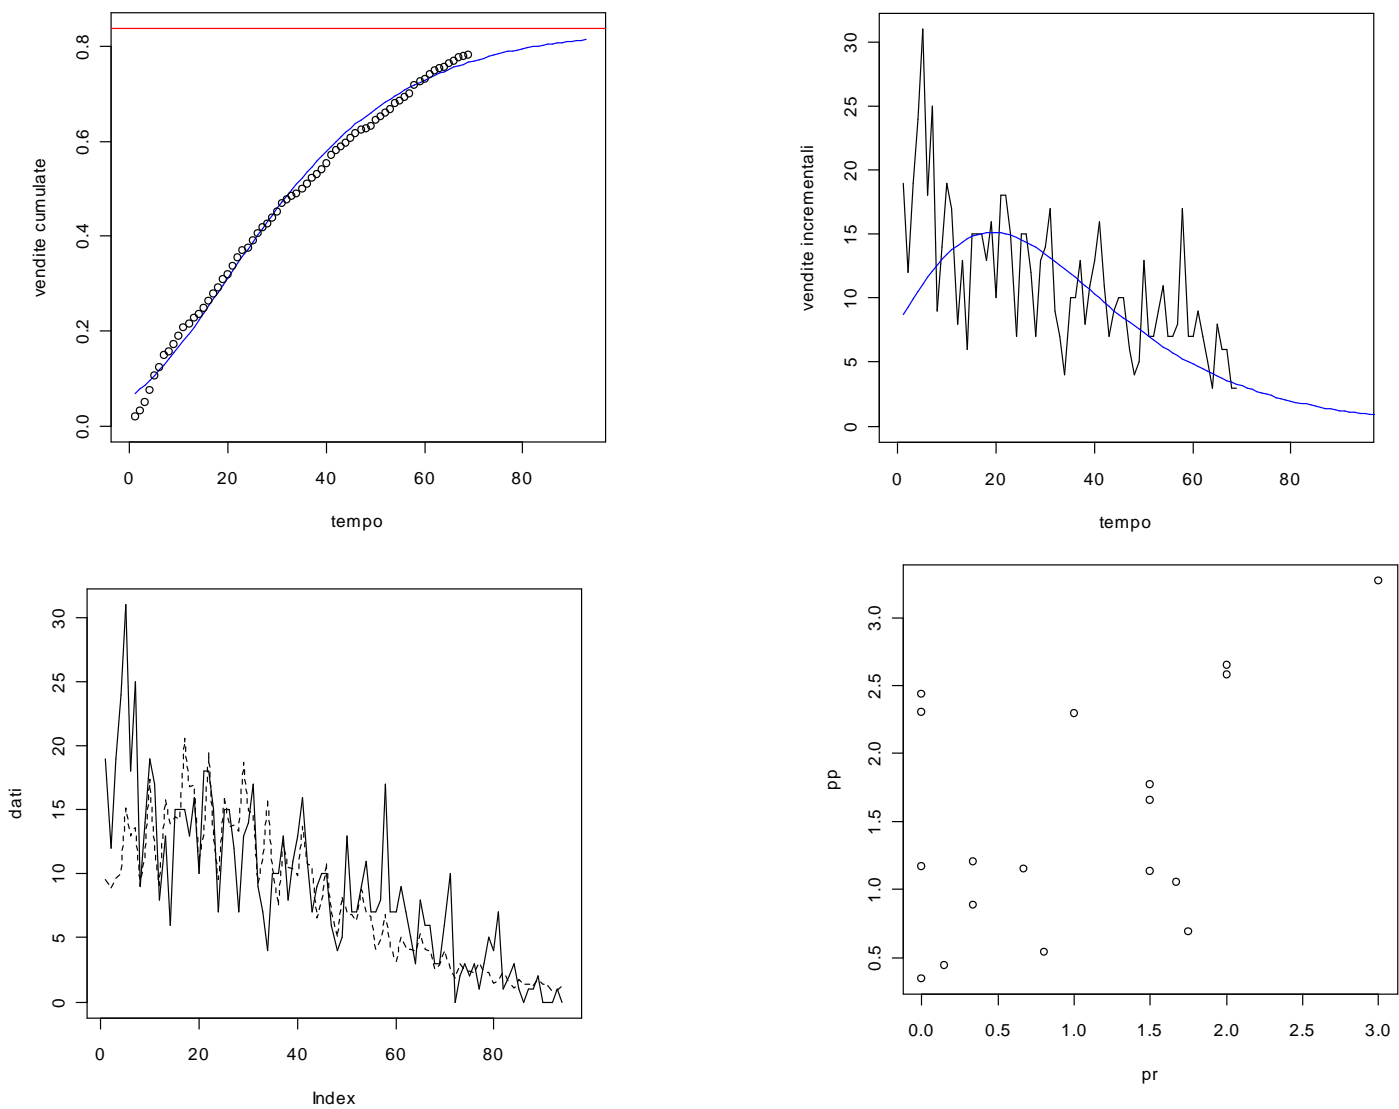 vendite cumulate
0.0 0.2 0.4 0.6 0.8
0 20 40 60 80
tempo
vendite incrementali
0 5 10 15 20 25 30
0 20 40 60 80
tempo
dati
0 5 10 15 20 25 30
0 20 40 60 80
Index
pp
0.5 1.0 1.5 2.0 2.5 3.0
0.0 0.5 1.0 1.5 2.0 2.5 3.0
pr